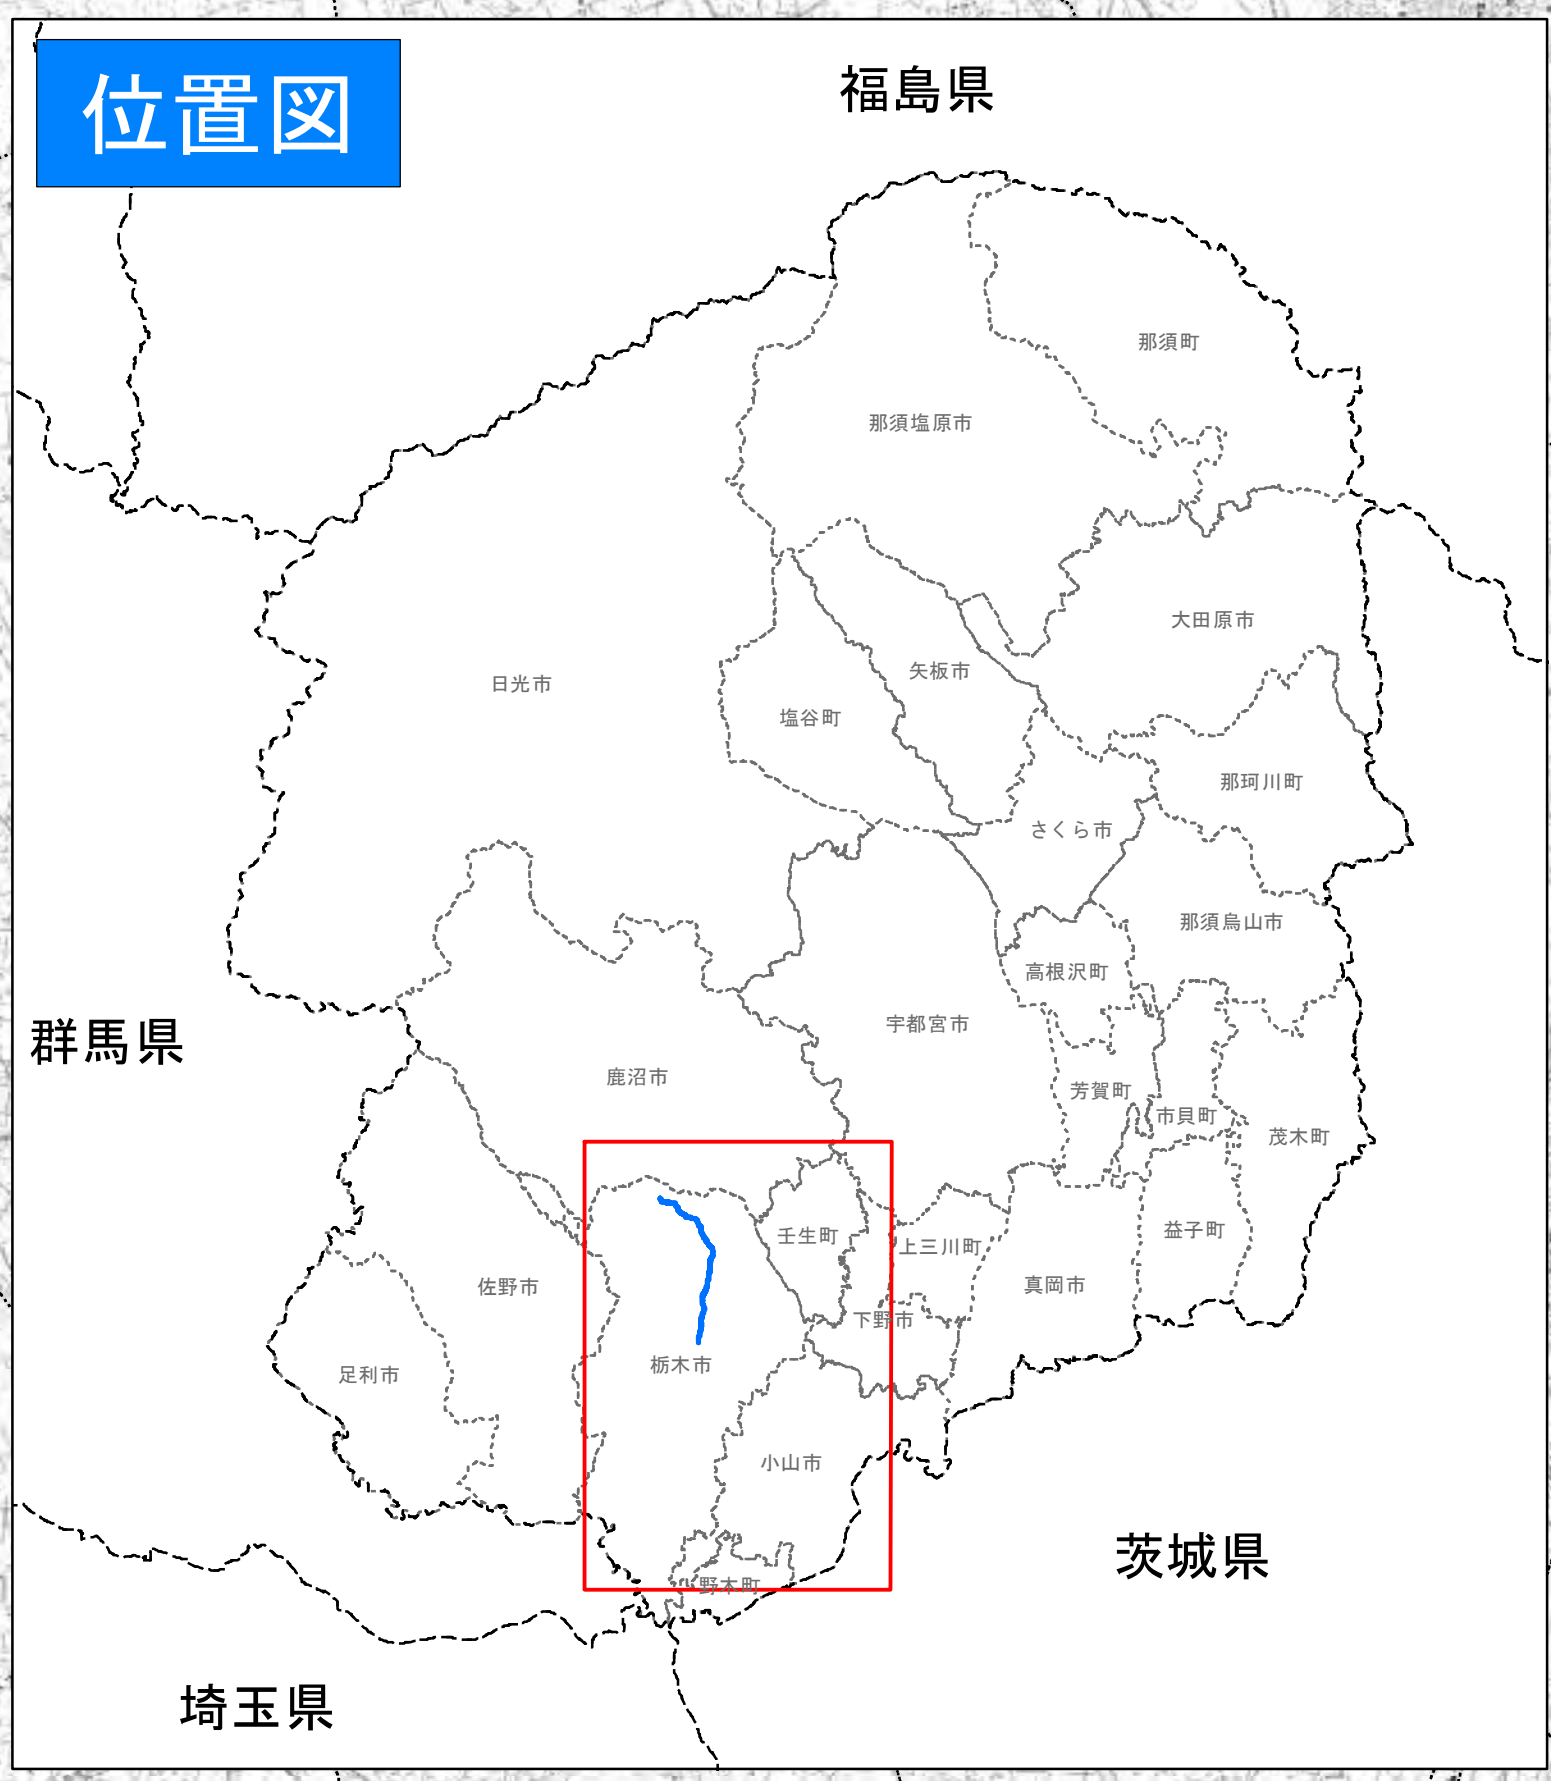 位置図
福島県
那須町
那須塩原市
大田原市
矢板市
日光市
塩谷町
那珂川町
さくら市
那須烏山市
高根沢町
宇都宮市
群馬県
鹿沼市
芳賀町
市貝町
茂木町
益子町
壬生町
上三川町
真岡市
佐野市
下野市
栃木市
足利市
小山市
茨城県
野木町
埼玉県